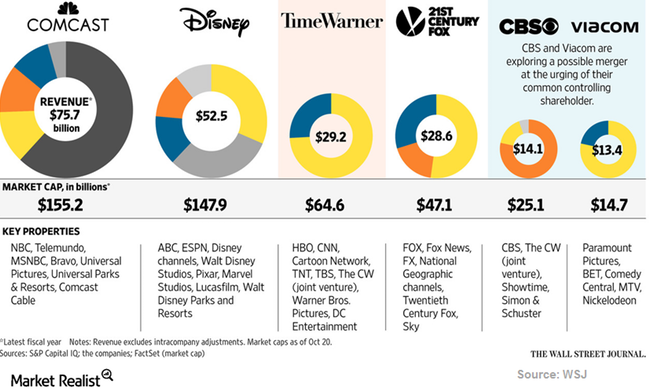 COMCAST
Disney
TimeWarner
21ST CENTURY FOX
CBS
VIACOM
CBS and Viacom are
exploring a possible merger
at the urging of their
common controlling
shareholder.
REVENUE*
$75.7
billion
$52.5
$29.2
$28.6
$14.1
$13.4
MARKET CAP, in billions*
$155.2
$147.9
$64.6
$47.1
$25.1
$14.7
KEY PROPERTIES
NBC, Telemundo,
MSNBC, Bravo, Universal
Pictures, Universal Parks
& Resorts, Comcast
Cable
ABC, ESPN, Disney
channels, Walt Disney
Studios, Pixar, Marvel
Studios, Lucasfilm, Walt
Disney Parks and
Resorts
HBO, CNN,
Cartoon Network,
TNT, TBS, The CW
(joint venture),
Warner Bros.
Pictures, DC
Entertainment
FOX, Fox News,
FX, National
Geographic
channels,
Twentieth
Century Fox,
Sky
CBS, The CW
(joint
venture),
Showtime,
Simon &
Schuster
Paramount
Pictures,
BET, Comedy
Central, MTV,
Nickelodeon
*Latest fiscal year Notes: Revenue excludes intracompany adjustments. Market caps as of Oct 20.
Sources: S&P Capital IQ; the companies; FactSet (market cap)
THE WALL STREET JOURNAL.
Market Realist
Source: WSJ